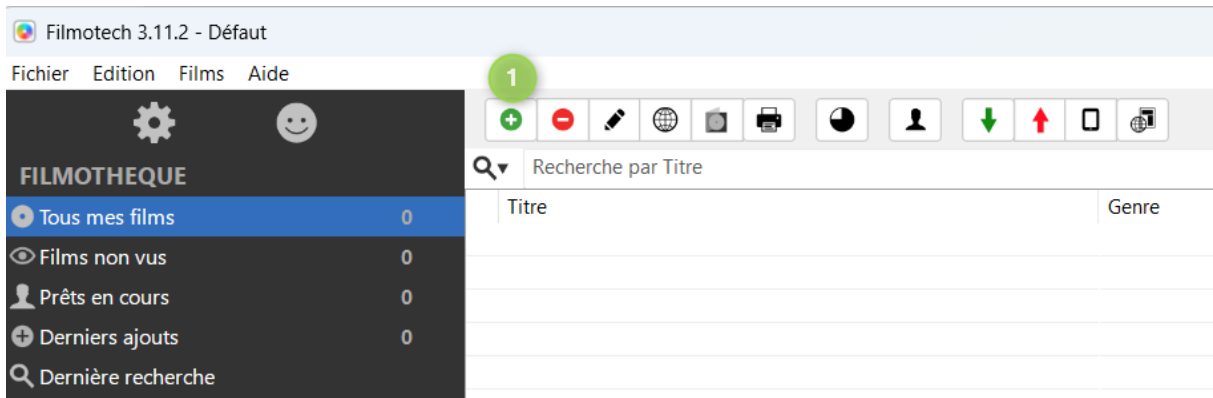 Filmotech 3.11.2 - Défaut
Fichier Edition Films Aide
1
FILMOTHEQUE
Recherche par Titre
Titre Genre
Tous mes films 0
Films non vus 0
Prêts en cours 0
Derniers ajouts 0
Dernière recherche